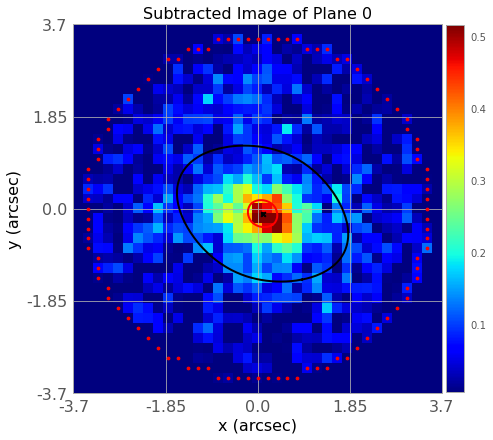 Subtracted Image of Plane 0
3.7
1.85
0.0
-1.85
-3.7
y (arcsec)
-3.7 -1.85 0.0 1.85 3.7
x (arcsec)
0.5
0.4
0.3
0.2
0.1